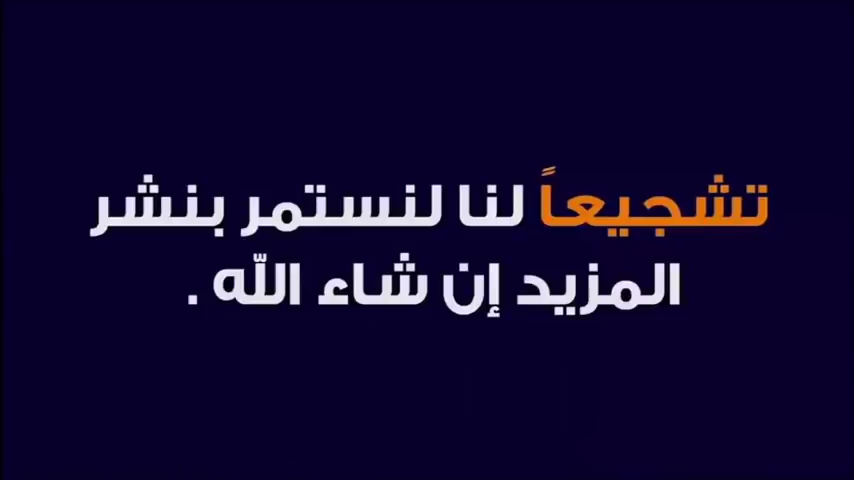 تشجيعاً لنا لنستمر بنشر
المزيد إن شاء اللّه .